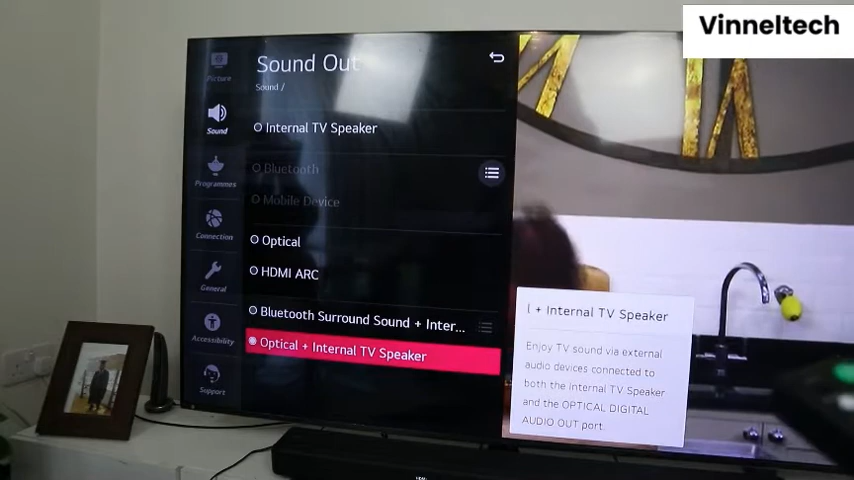 Vinneltech
Picture
Sound Out
Sound /
Sound
Internal TV Speaker
Bluetooth
Programmes
Mobile Device
Connection
Optical
HDMI ARC
General
Bluetooth Surround Sound + Inter...
Accessibility
Optical + Internal TV Speaker
Support
l + Internal TV Speaker
Enjoy TV sound via external
audio devices connected to
both the Internal TV Speaker
and the OPTICAL DIGITAL
AUDIO OUT port.